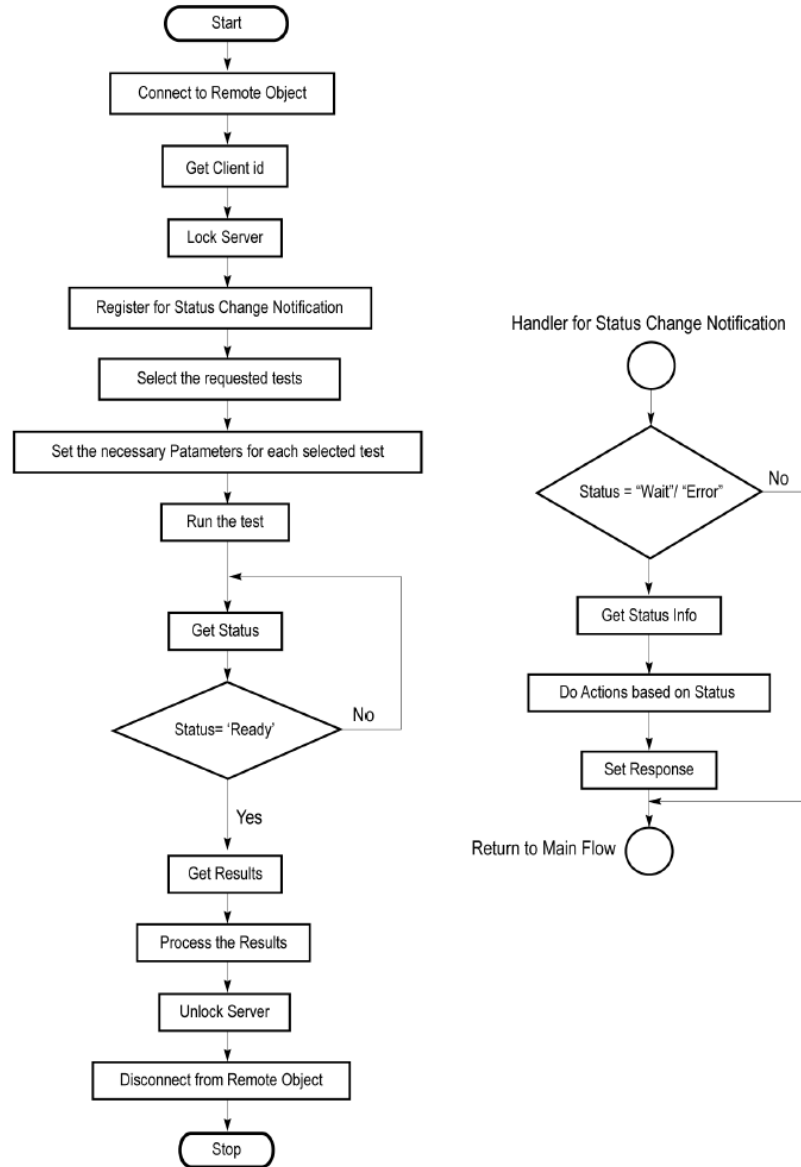 Start
Connect to Remote Object
Get Client id
Lock Server
Register for Status Change Notification
Select the requested tests
Set the necessary Patameters for each selected test
Run the test
Get Status
Status= ‘Ready’
No
Yes
Get Results
Process the Results
Unlock Server
Disconnect from Remote Object
Stop
Handler for Status Change Notification
Status = “Wait”/ “Error”
No
Get Status Info
Do Actions based on Status
Set Response
Return to Main Flow